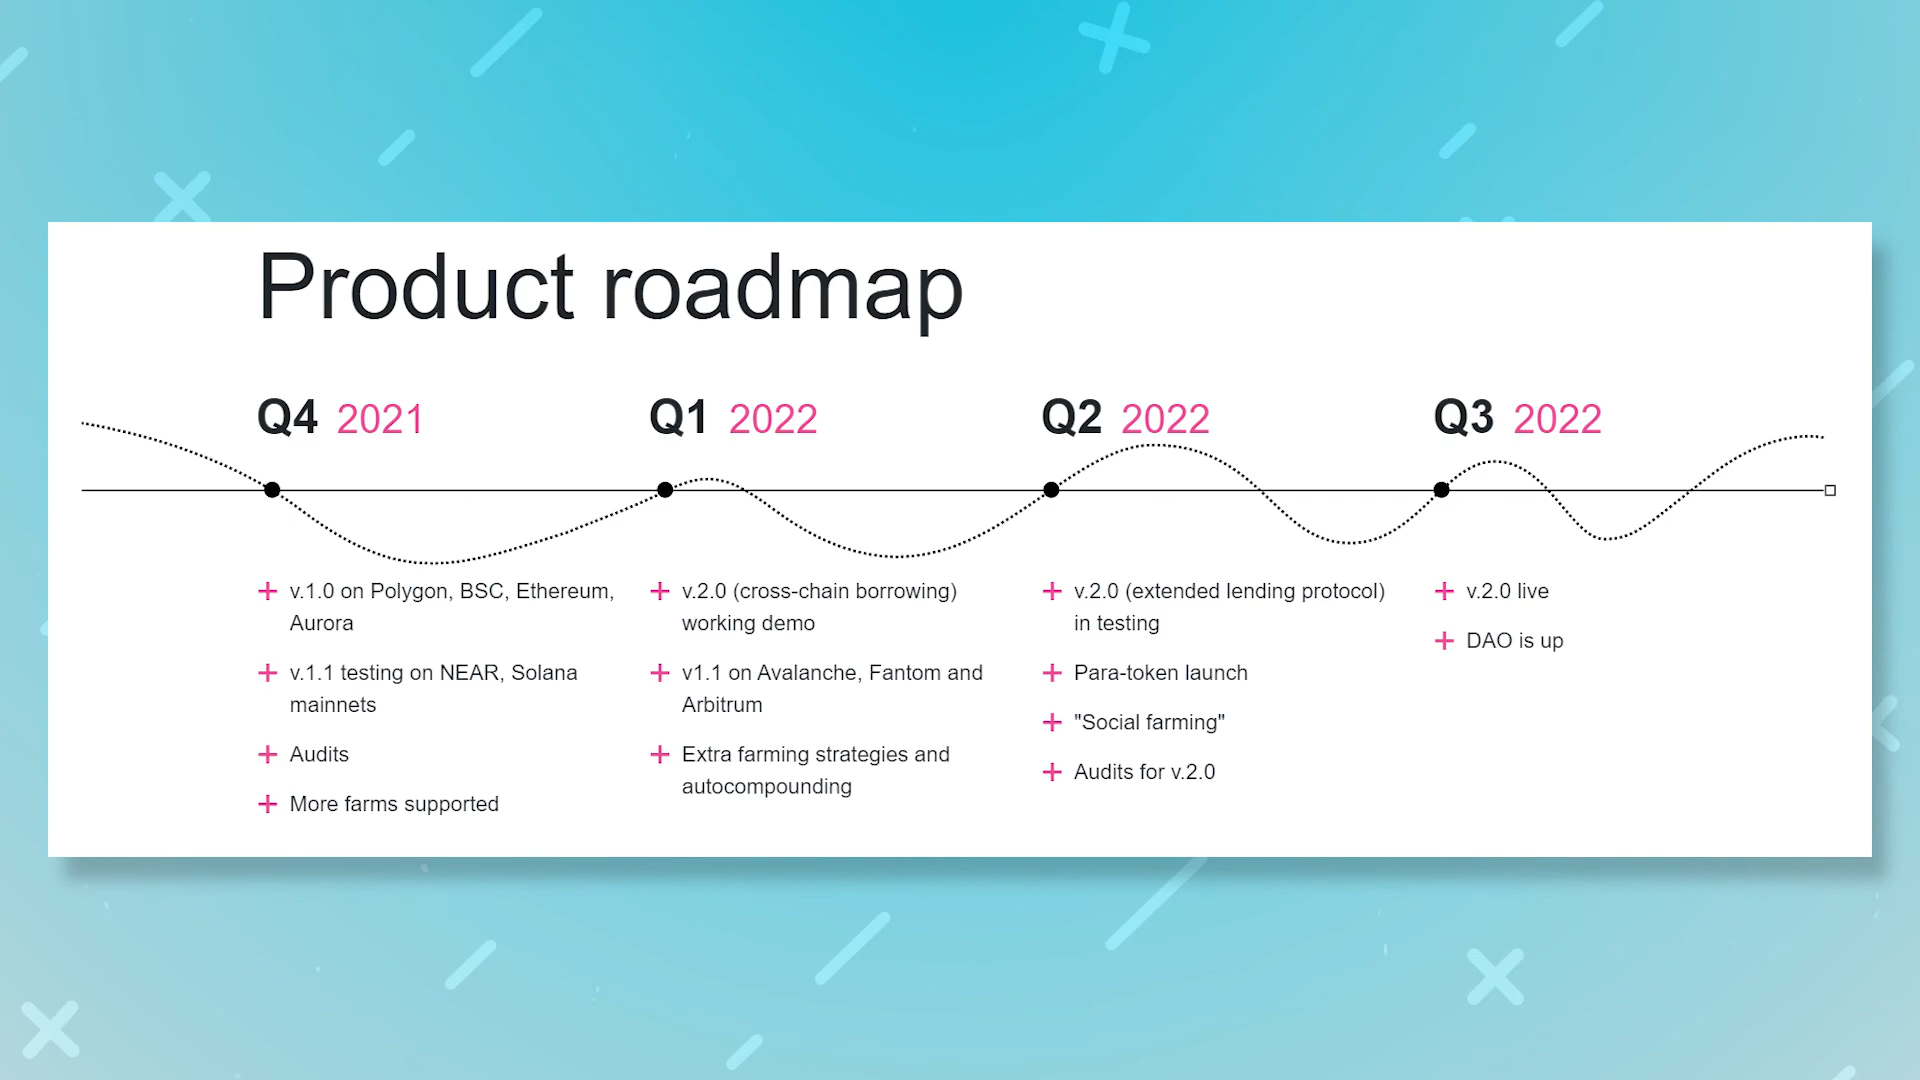 Product roadmap
Q4 2021
v.1.0 on Polygon, BSC, Ethereum,
Aurora
v.1.1 testing on NEAR, Solana
mainnets
Audits
More farms supported
Q1 2022
v.2.0 (cross-chain borrowing)
working demo
v1.1 on Avalanche, Fantom and
Arbitrum
Extra farming strategies and
autocompounding
Q2 2022
v.2.0 (extended lending protocol)
in testing
Para-token launch
"Social farming"
Audits for v.2.0
Q3 2022
v.2.0 live
DAO is up